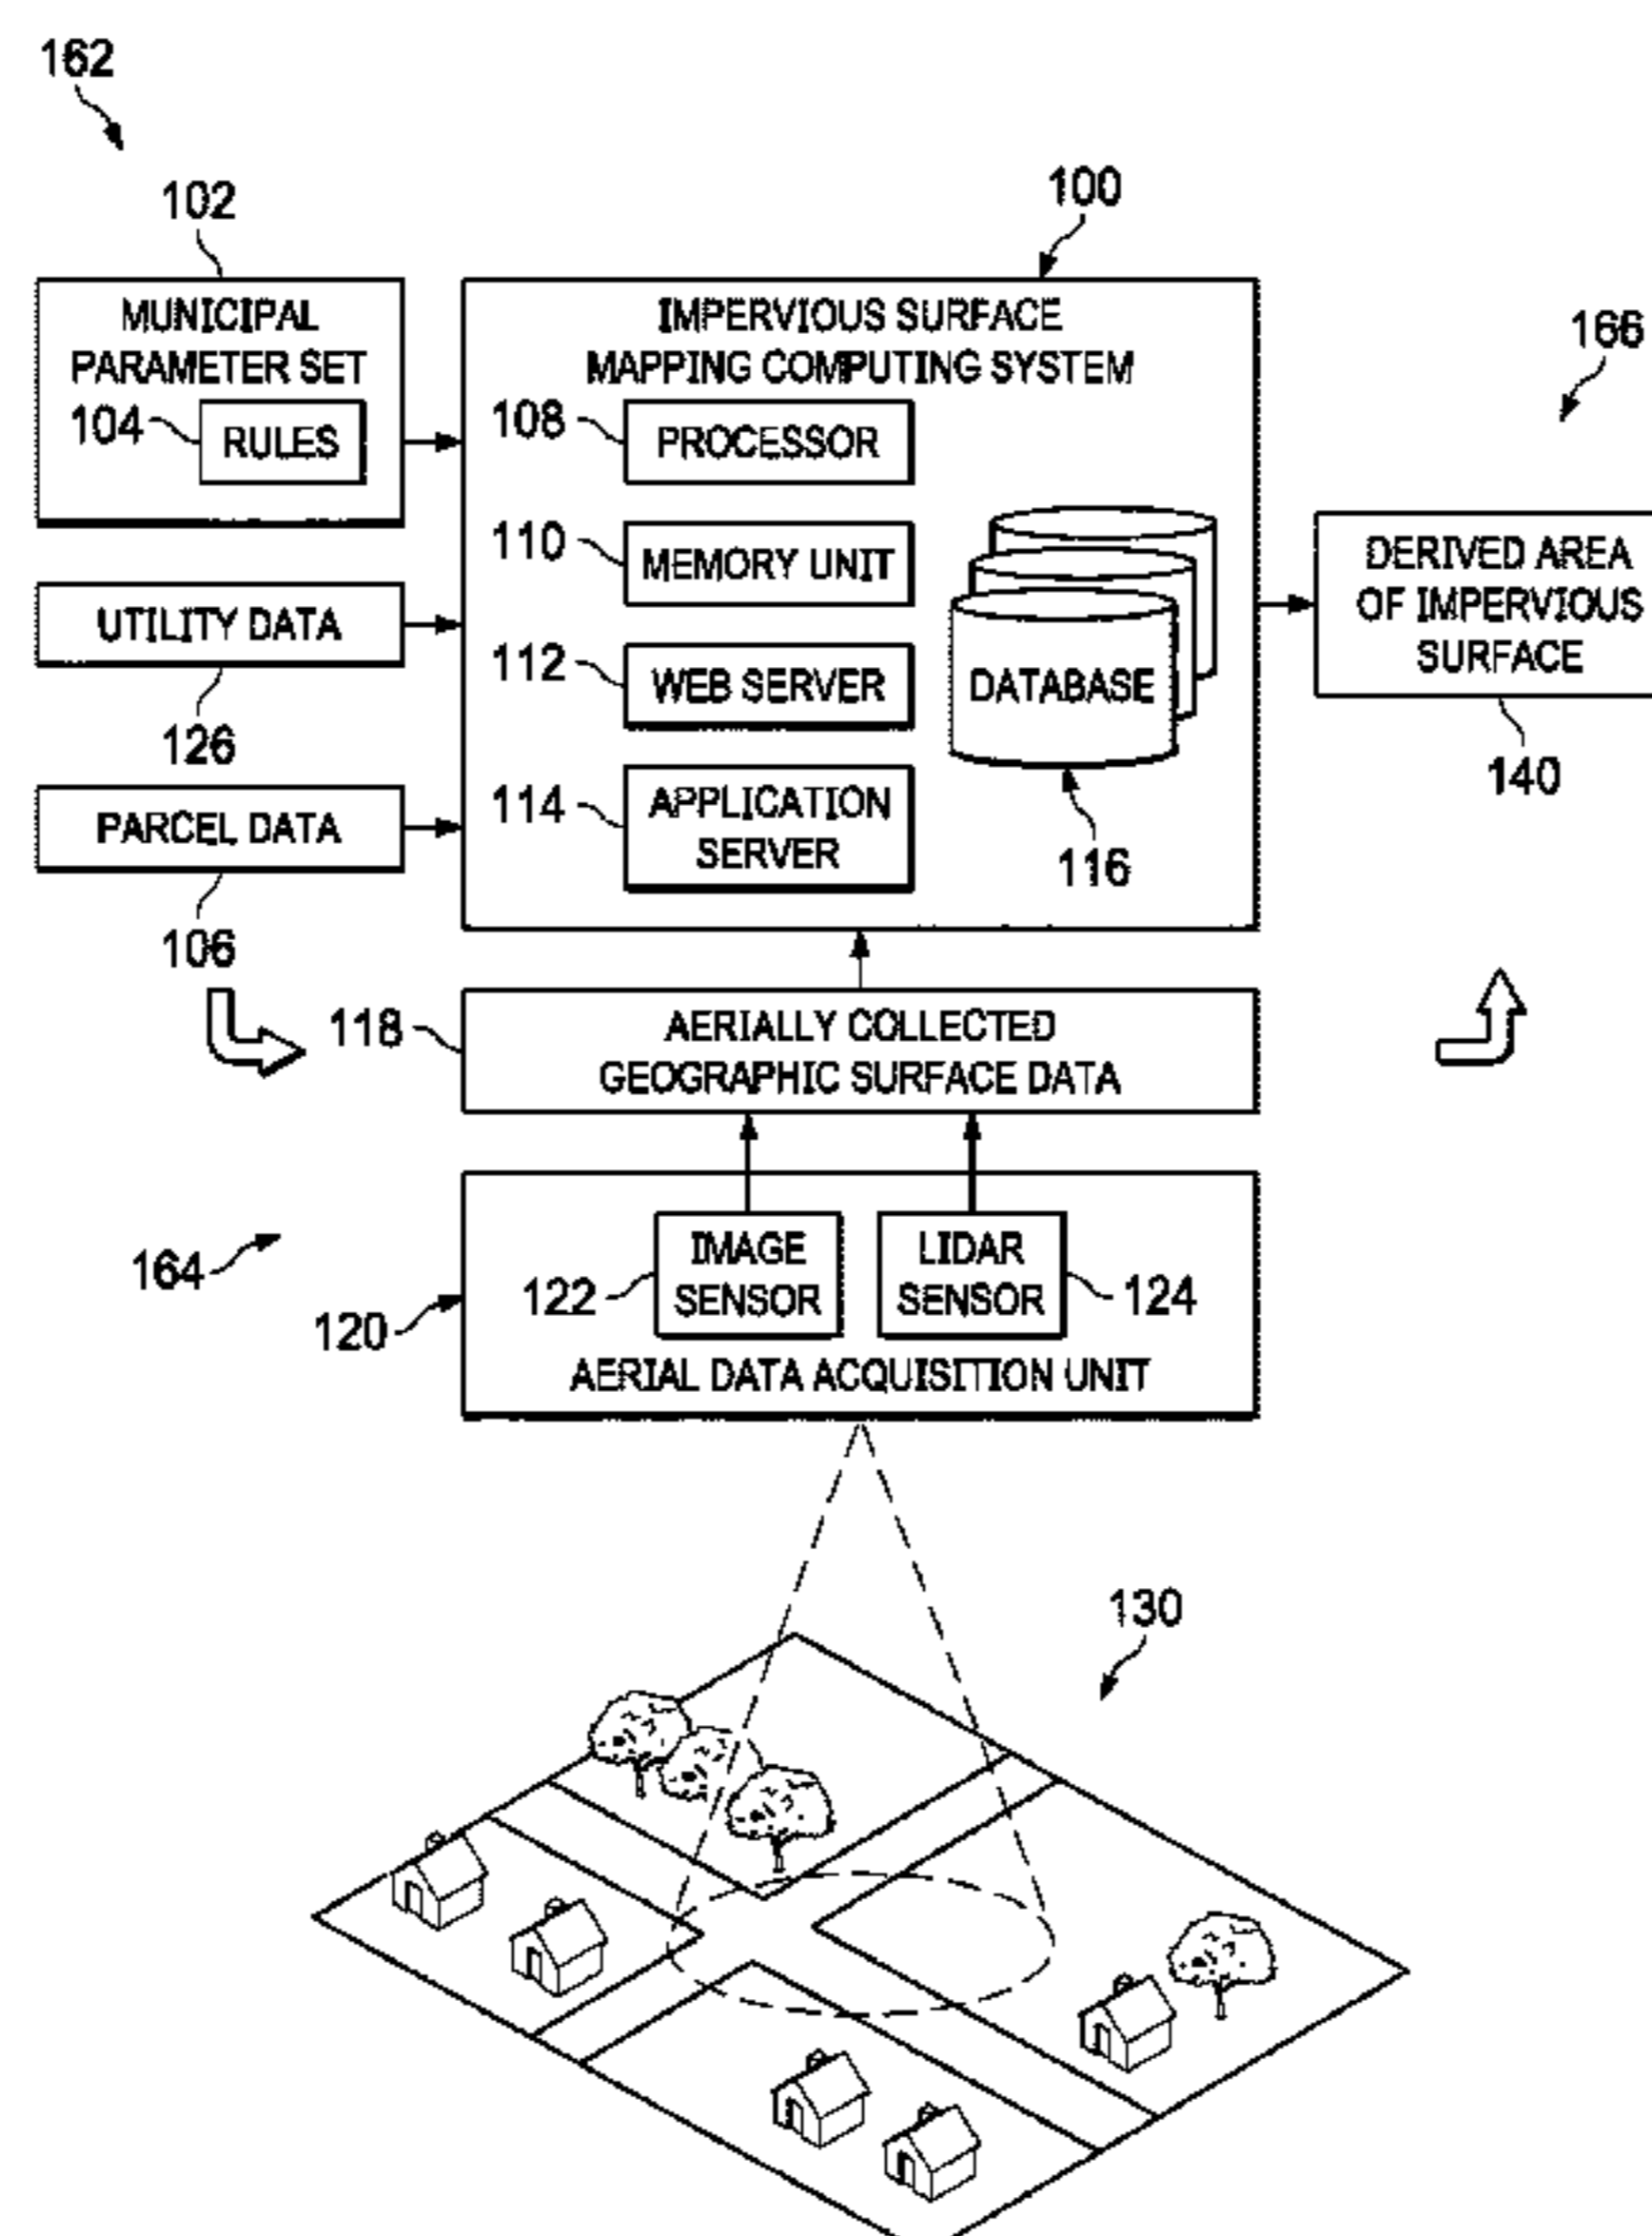 162
102
100
MUNICIPAL
PARAMETER SET
104
RULES
IMPERVIOUS SURFACE
MAPPING COMPUTING SYSTEM
166
108
PROCESSOR
110
MEMORY UNIT
DERIVED AREA
OF IMPERVIOUS
SURFACE
UTILITY DATA
112
WEB SERVER
DATABASE
126
140
PARCEL DATA
114
APPLICATION
SERVER
116
106
118
AERIALLY COLLECTED
GEOGRAPHIC SURFACE DATA
164
120
122
IMAGE
SENSOR
LIDAR
SENSOR
124
AERIAL DATA ACQUISITION UNIT
130